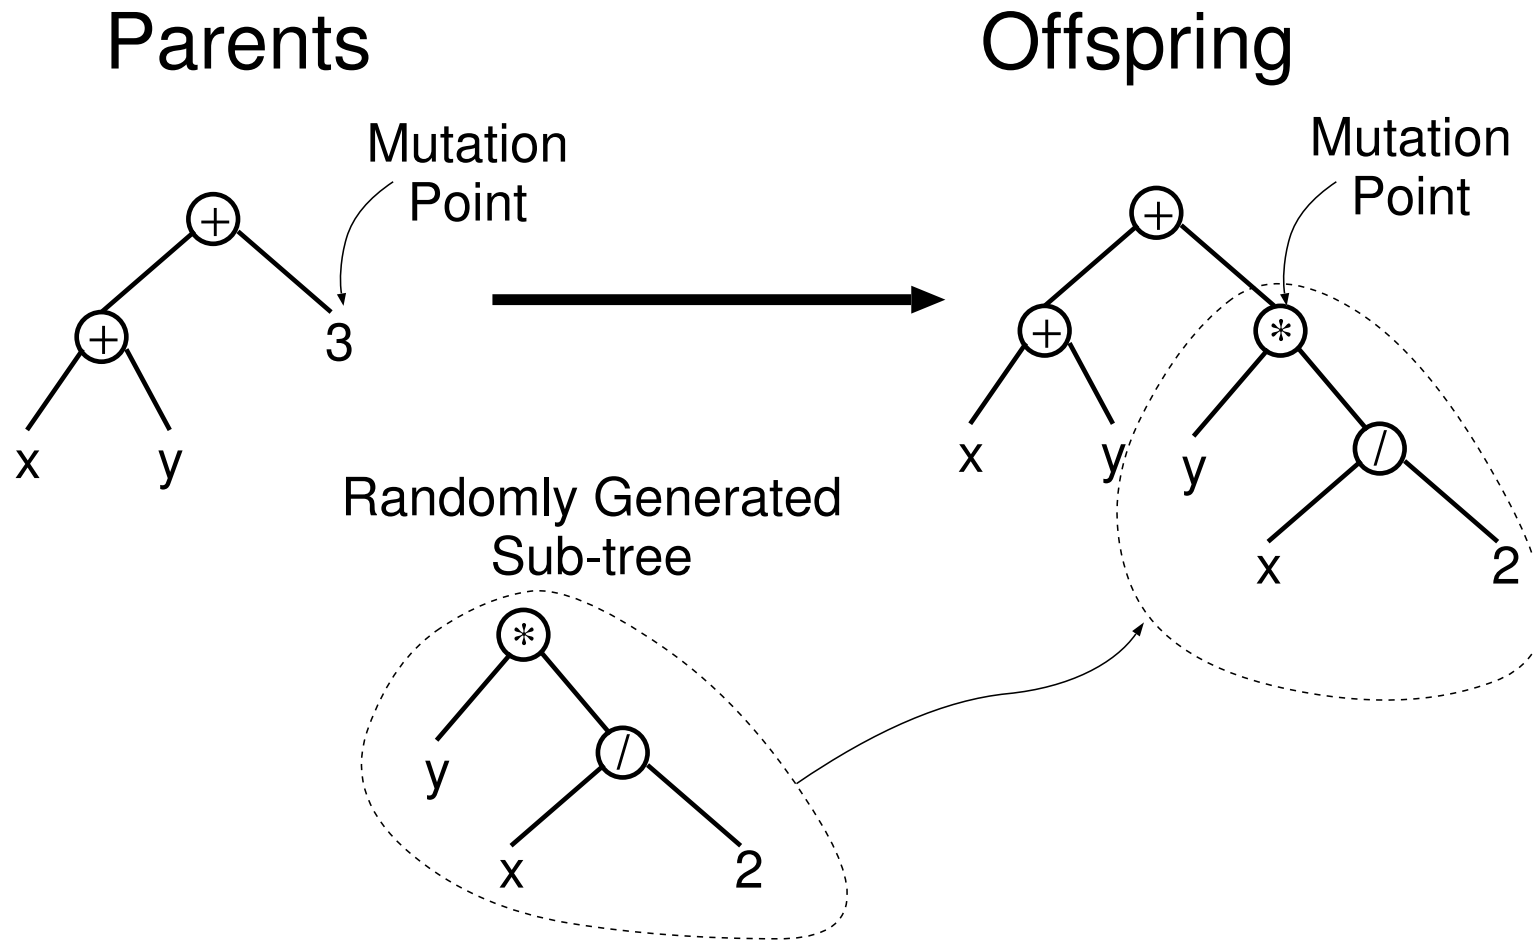 Parents
Offspring
Mutation
Point
+
+
3
x
y
Mutation
Point
+
+
*
x
y
y
/
x
2
Randomly Generated
Sub-tree
*
y
/
x
2